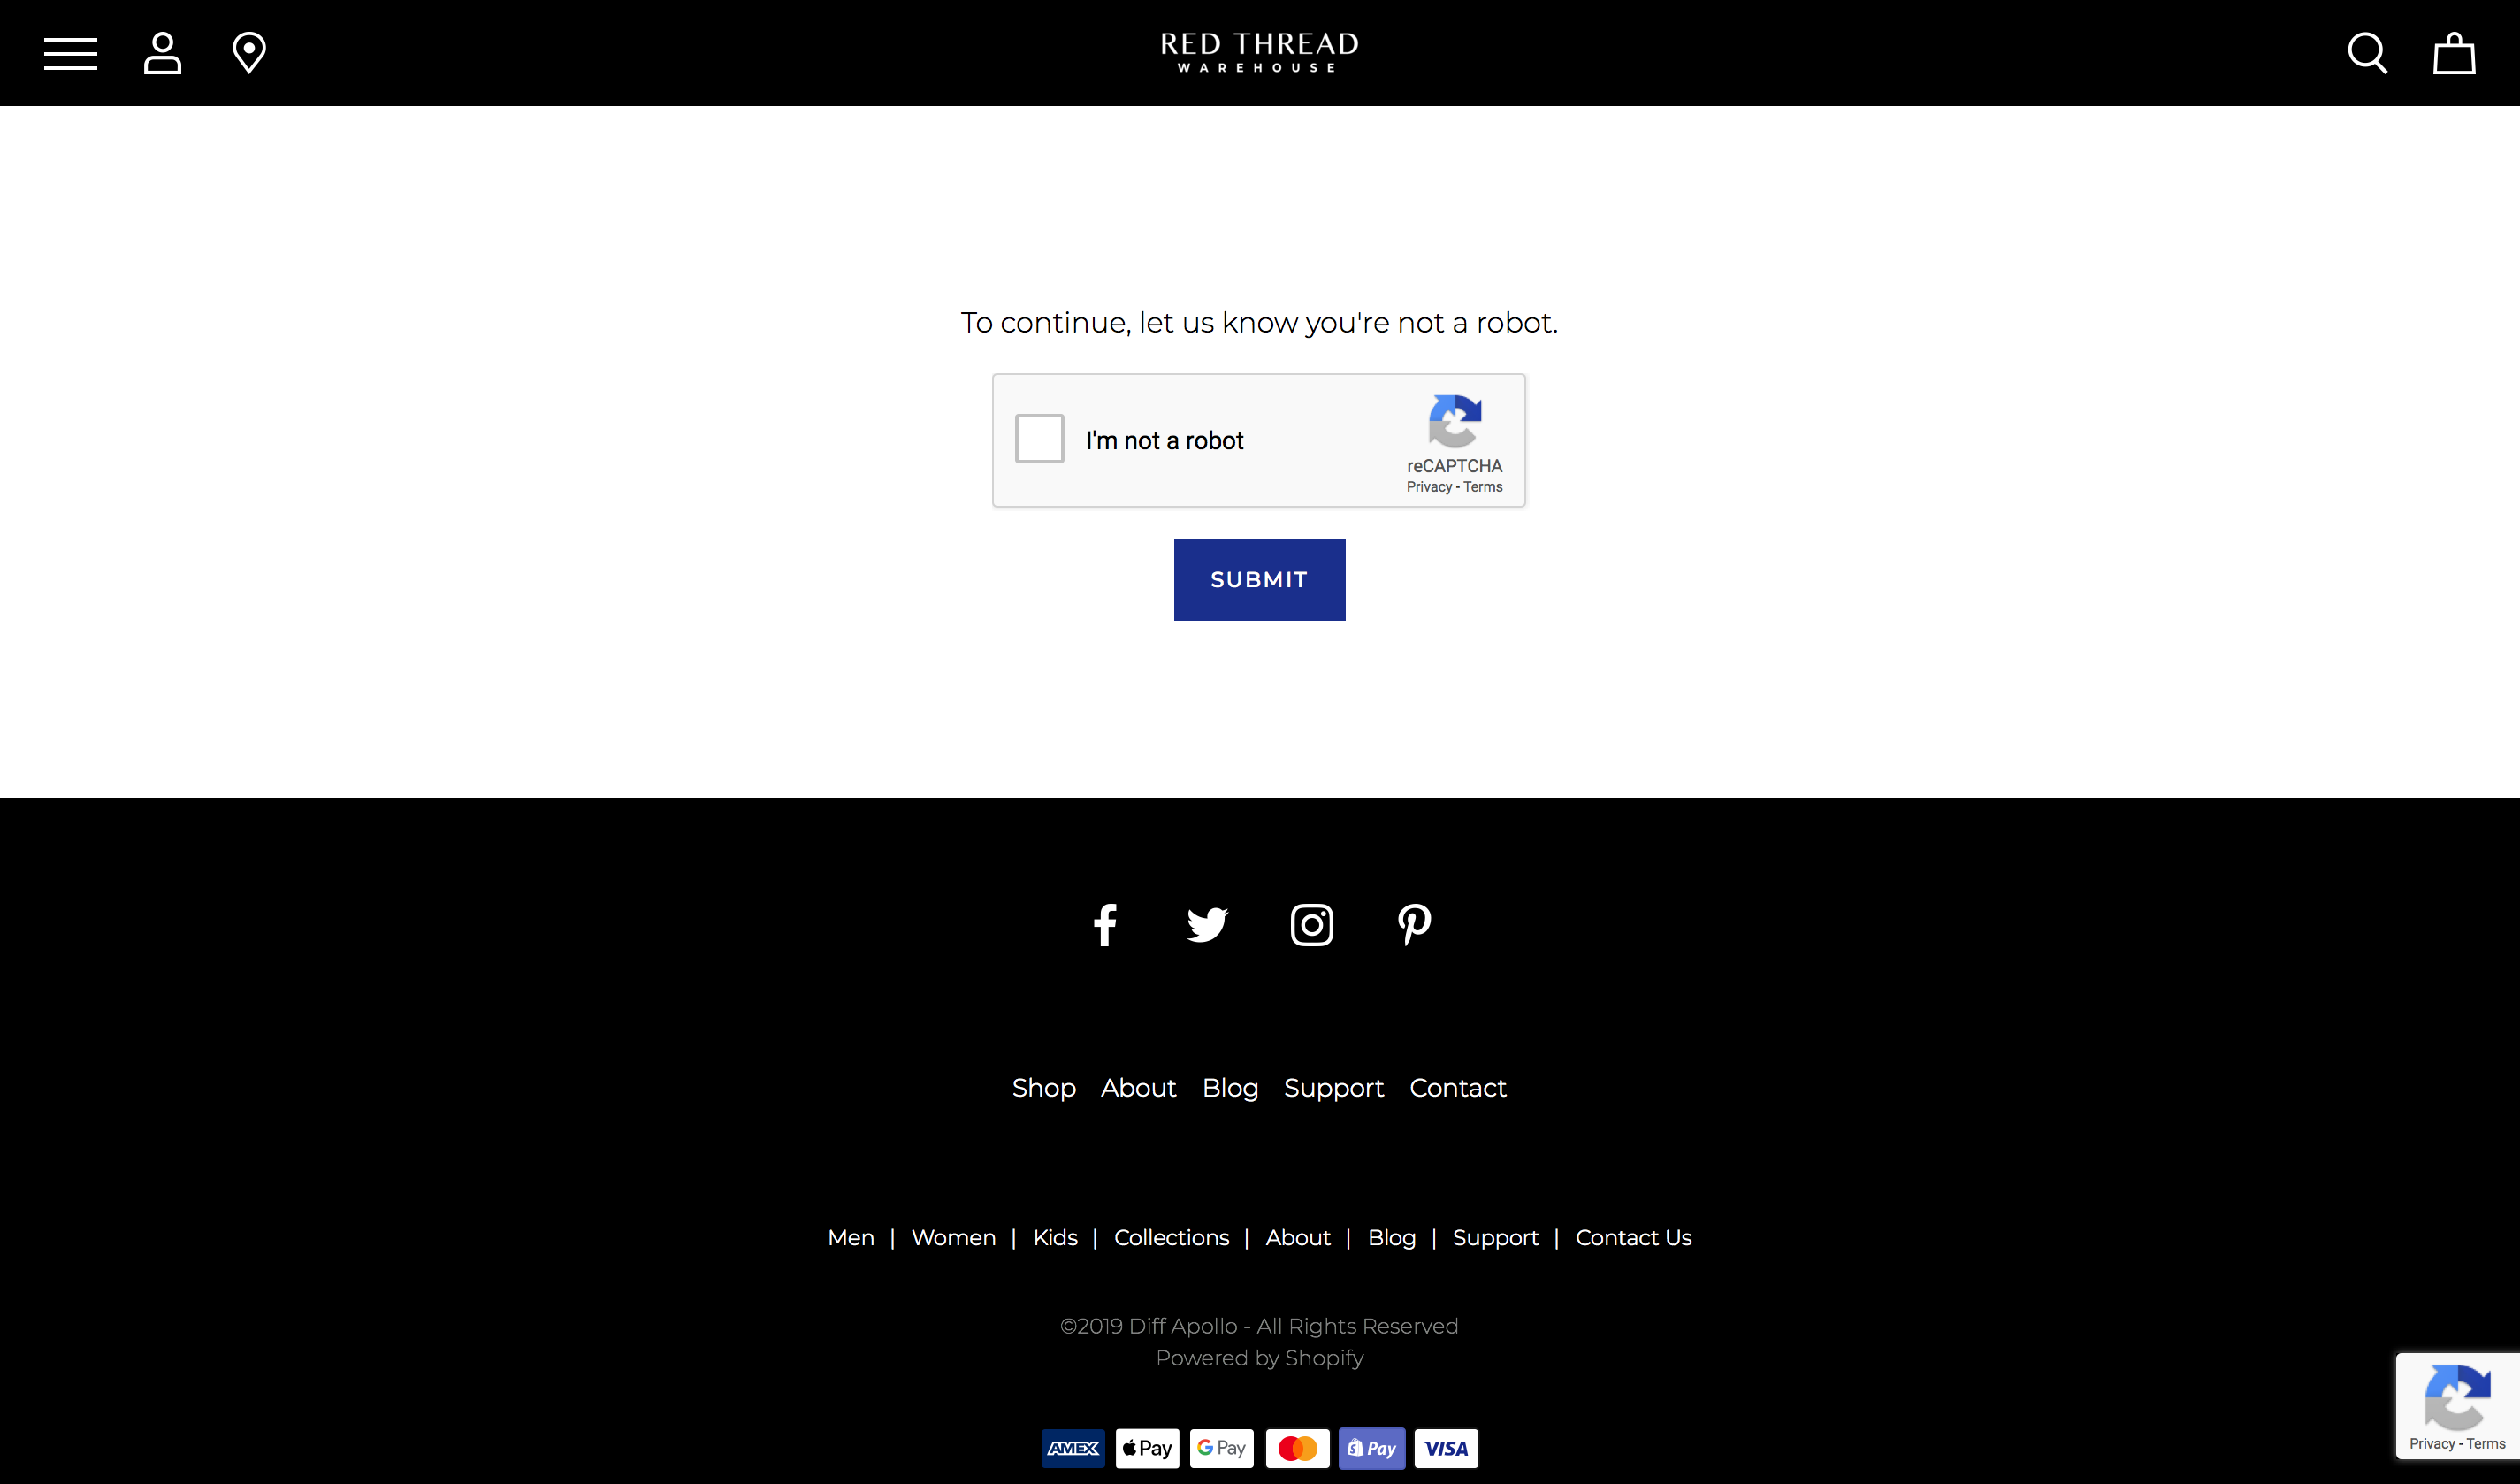 RED THREAD
WAREHOUSE
To continue, let us know you're not a robot.
I'm not a robot
reCAPTCHA
Privacy - Terms
SUBMIT
Shop About Blog Support Contact
Men | Women | Kids | Collections | About | Blog | Support | Contact Us
©2019 Diff Apollo - All Rights Reserved
Powered by Shopify
AMEX Pay G Pay Pay VISA
Privacy - Terms